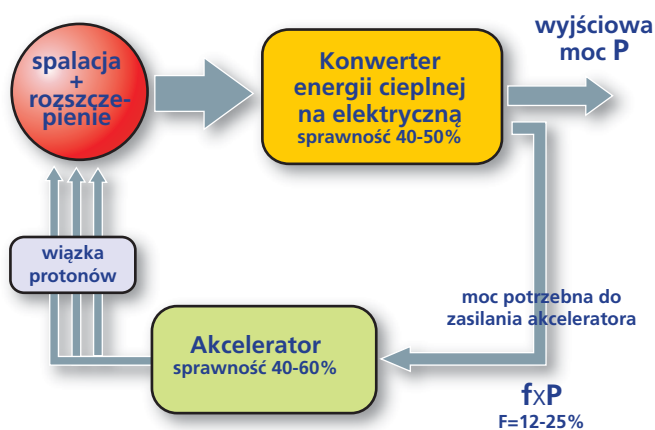 spalacja
+
rozszcze-
pienie
Konwerter
energii cieplnej
na elektryczną
sprawność 40-50%
wyjściowa
moc P
wiązka
protonów
moc potrzebna do
zasilania akceleratora
Akcelerator
sprawność 40-60%
fxP
F=12-25%